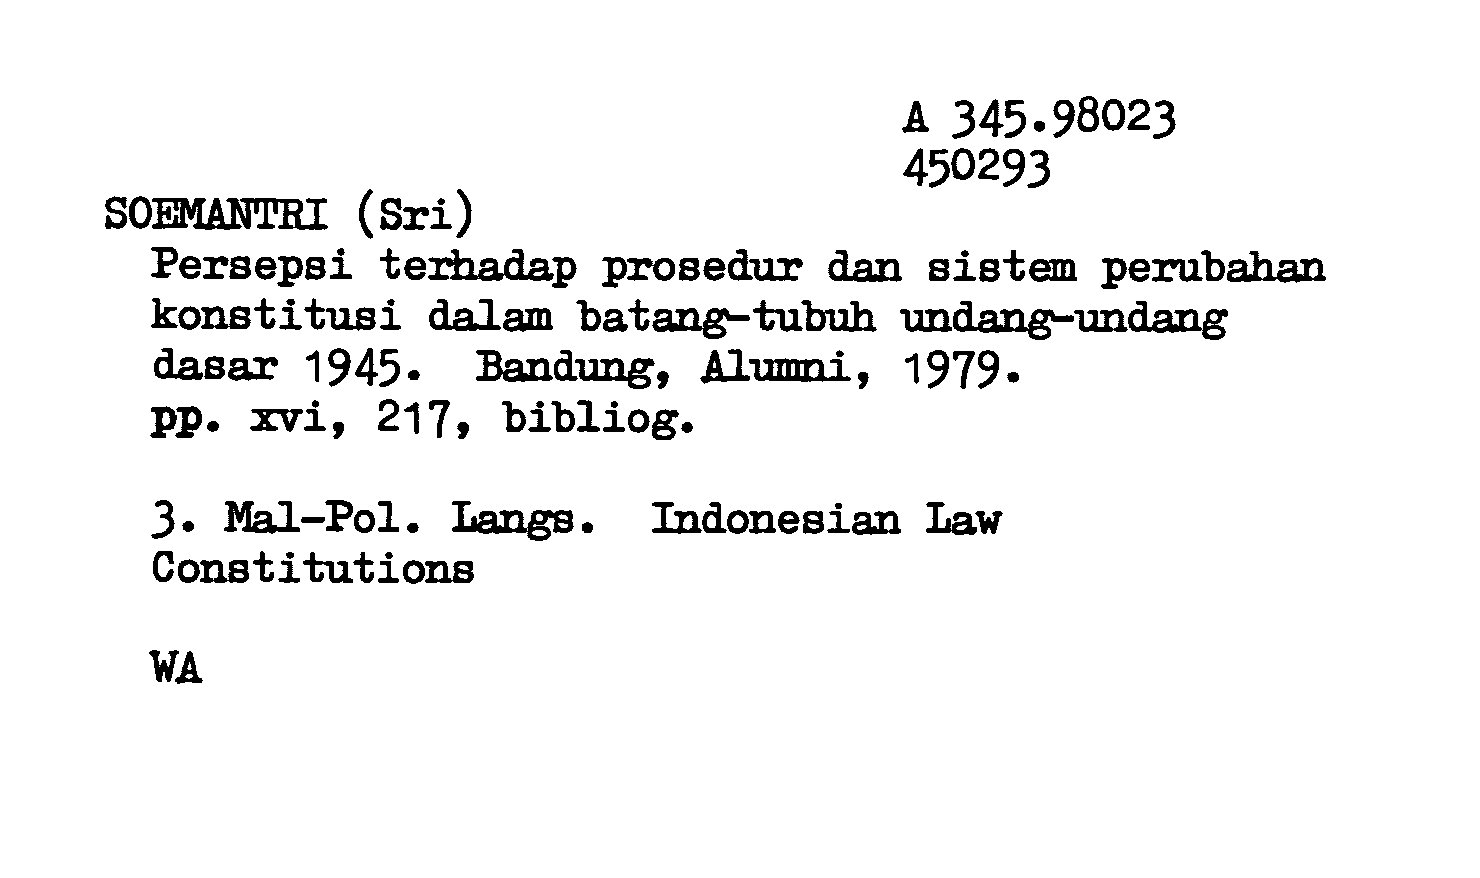 A 345.98023
450293
SOEMANTRI (Sri)
Persepsi terhadap prosedur dan sistem perubahan
konstitusi dalam batang-tubuh undang-undang
dasar 1945. Bandung, Alumni, 1979.
pp. xvi, 217, bibliog.
3. Mal-Pol. Langs. Indonesian Law
Constitutions
WA